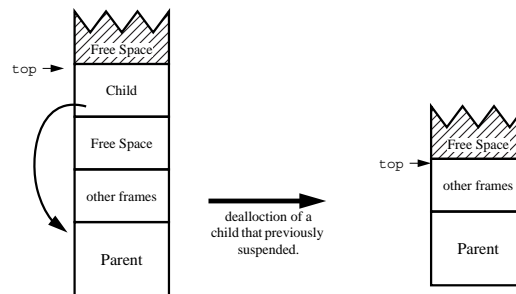 Free Space
top
Child
Free Space
other frames
Parent
dealloction of a
child that previously
suspended.
Free Space
top
other frames
Parent